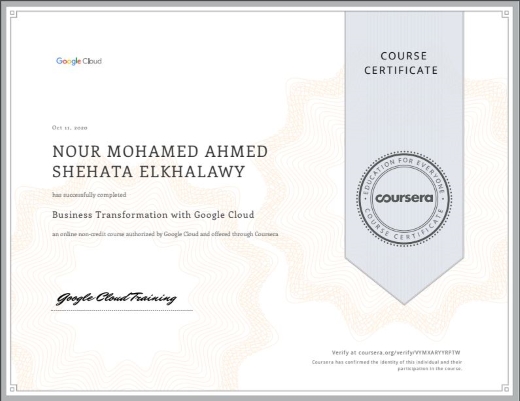 Google Cloud
COURSE
CERTIFICATE
Oct 11, 2020
NOUR MOHAMED AHMED
SHEHATA ELKHALAWY
has successfully completed
Business Transformation with Google Cloud
an online non-credit course authorized by Google Cloud and offered through Coursera
EDUCATION FOR EVERYONE
coursera
COURSE CERTIFICATE
Google Cloud Training
Verify at coursera.org/verify/
Coursera has confirmed the identity of this individual and their
participation in the course.